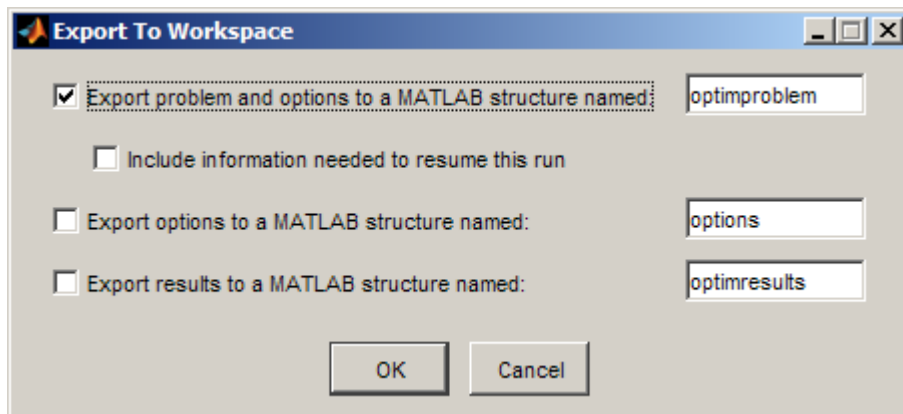 Export To Workspace
Export problem and options to a MATLAB structure named: optimproblem
Include information needed to resume this run
Export options to a MATLAB structure named: options
Export results to a MATLAB structure named: optimresults
OK Cancel